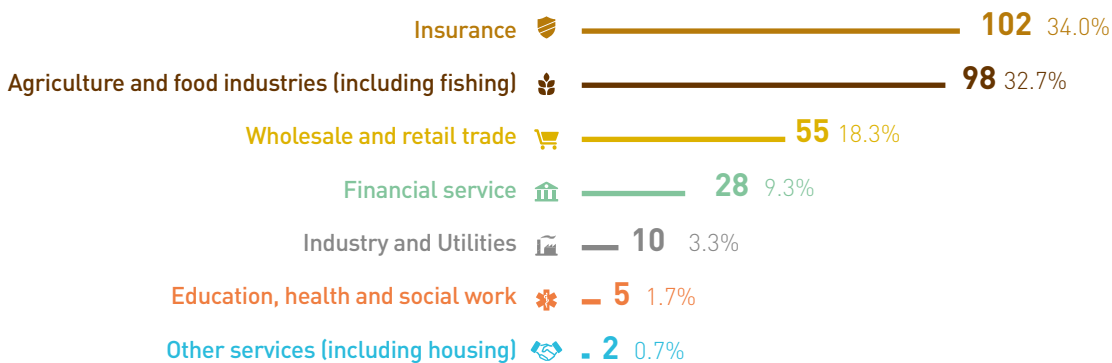 Insurance 102 34.0%
Agriculture and food industries (including fishing) 98 32.7%
Wholesale and retail trade 55 18.3%
Financial service 28 9.3%
Industry and Utilities 10 3.3%
Education, health and social work 5 1.7%
Other services (including housing) 2 0.7%